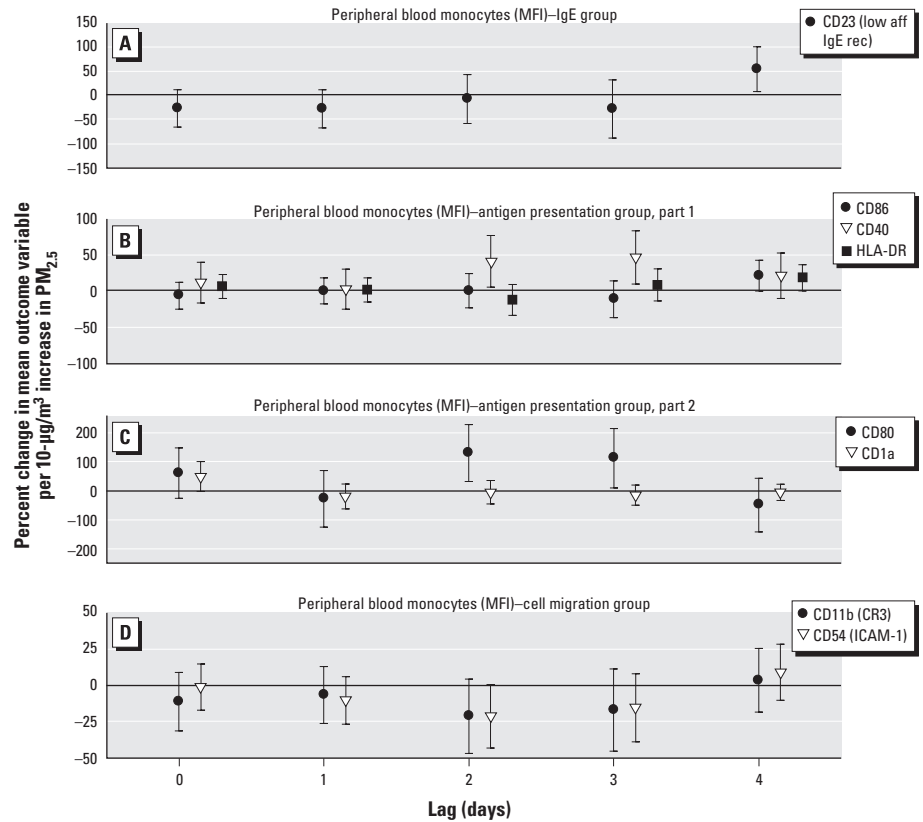 Peripheral blood monocytes (MFI)–IgE group
A
150
100
50
0
–50
–100
–150
CD23 (low aff
IgE rec)
Peripheral blood monocytes (MFI)–antigen presentation group, part 1
B
100
50
0
–50
–100
CD86
CD40
HLA-DR
Peripheral blood monocytes (MFI)–antigen presentation group, part 2
C
200
100
0
–100
–200
CD80
CD1a
Peripheral blood monocytes (MFI)–cell migration group
D
50
25
0
–25
–50
CD11b (CR3)
CD54 (ICAM-1)
0 1 2 3 4
Lag (days)
Percent change in mean outcome variable
per 10-µg/m³ increase in PM2.5